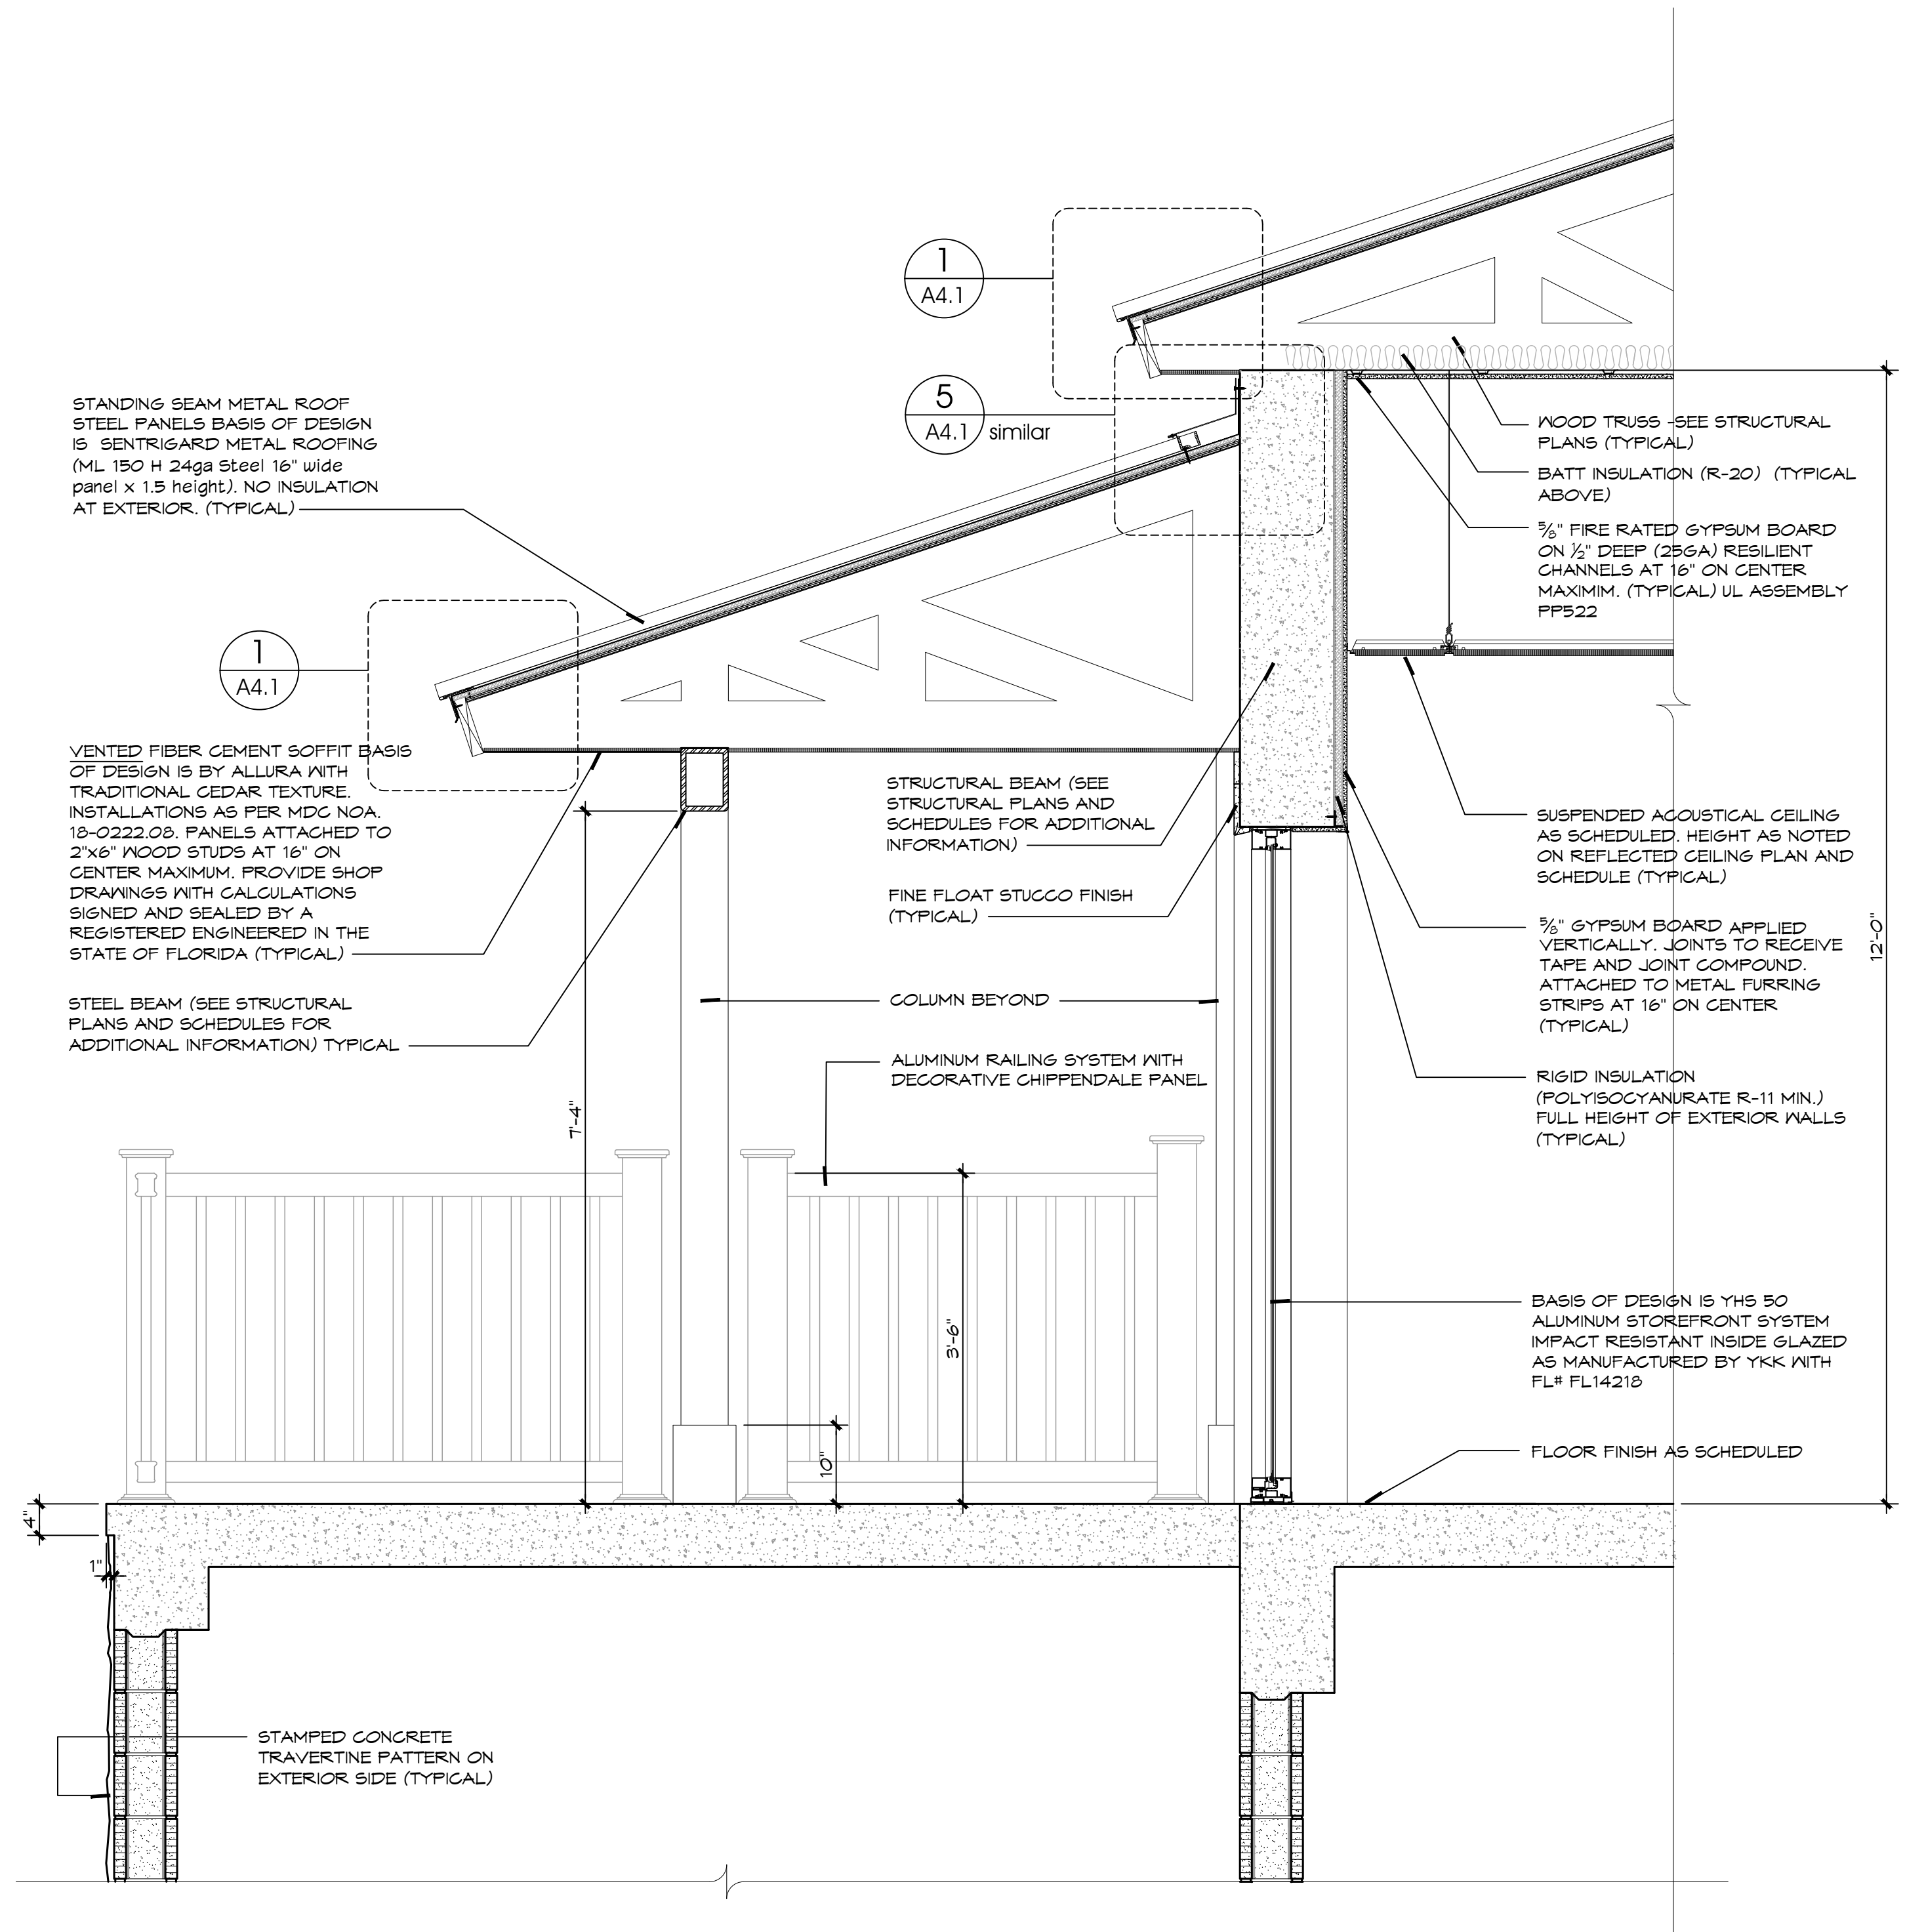 1
A4.1
5
A4.1 similar
STANDING SEAM METAL ROOF
STEEL PANELS BASIS OF DESIGN
IS SENTRIGARD METAL ROOFING
(ML 150 H 24ga Steel 16" wide
panel x 1.5 height). NO INSULATION
AT EXTERIOR. (TYPICAL)
1
A4.1
VENTED FIBER CEMENT SOFFIT BASIS
OF DESIGN IS BY ALLURA WITH
TRADITIONAL CEDAR TEXTURE.
INSTALLATIONS AS PER MDC NOA.
18-0222.08. PANELS ATTACHED TO
2"x6" WOOD STUDS AT 16" ON
CENTER MAXIMUM. PROVIDE SHOP
DRAWINGS WITH CALCULATIONS
SIGNED AND SEALED BY A
REGISTERED ENGINEERED IN THE
STATE OF FLORIDA (TYPICAL)
STEEL BEAM (SEE STRUCTURAL
PLANS AND SCHEDULES FOR
ADDITIONAL INFORMATION) TYPICAL
STRUCTURAL BEAM (SEE
STRUCTURAL PLANS AND
SCHEDULES FOR ADDITIONAL
INFORMATION)
FINE FLOAT STUCCO FINISH
(TYPICAL)
COLUMN BEYOND
ALUMINUM RAILING SYSTEM WITH
DECORATIVE CHIPPENDALE PANEL
WOOD TRUSS -SEE STRUCTURAL
PLANS (TYPICAL)
BATT INSULATION (R-20) (TYPICAL
ABOVE)
⅝" FIRE RATED GYPSUM BOARD
ON ½" DEEP (25GA) RESILIENT
CHANNELS AT 16" ON CENTER
MAXIMIM. (TYPICAL) UL ASSEMBLY
PP522
SUSPENDED ACOUSTICAL CEILING
AS SCHEDULED. HEIGHT AS NOTED
ON REFLECTED CEILING PLAN AND
SCHEDULE (TYPICAL)
⅝" GYPSUM BOARD APPLIED
VERTICALLY. JOINTS TO RECEIVE
TAPE AND JOINT COMPOUND.
ATTACHED TO METAL FURRING
STRIPS AT 16" ON CENTER
(TYPICAL)
RIGID INSULATION
(POLYISOCYANURATE R-11 MIN.)
FULL HEIGHT OF EXTERIOR WALLS
(TYPICAL)
BASIS OF DESIGN IS YHS 50
ALUMINUM STOREFRONT SYSTEM
IMPACT RESISTANT INSIDE GLAZED
AS MANUFACTURED BY YKK WITH
FL# FL14218
FLOOR FINISH AS SCHEDULED
12'-0"
7'-4"
3'-6"
10"
4"
1"
STAMPED CONCRETE
TRAVERTINE PATTERN ON
EXTERIOR SIDE (TYPICAL)